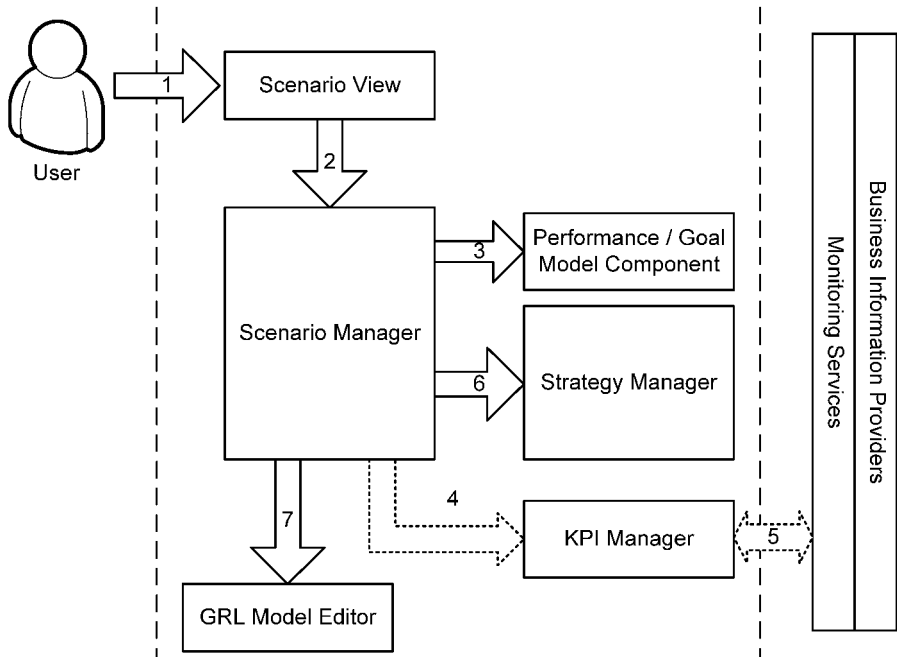 User
1
Scenario View
2
Scenario Manager
3
Performance / Goal
Model Component
6
Strategy Manager
4
KPI Manager
5
7
GRL Model Editor
Monitoring Services
Business Information Providers